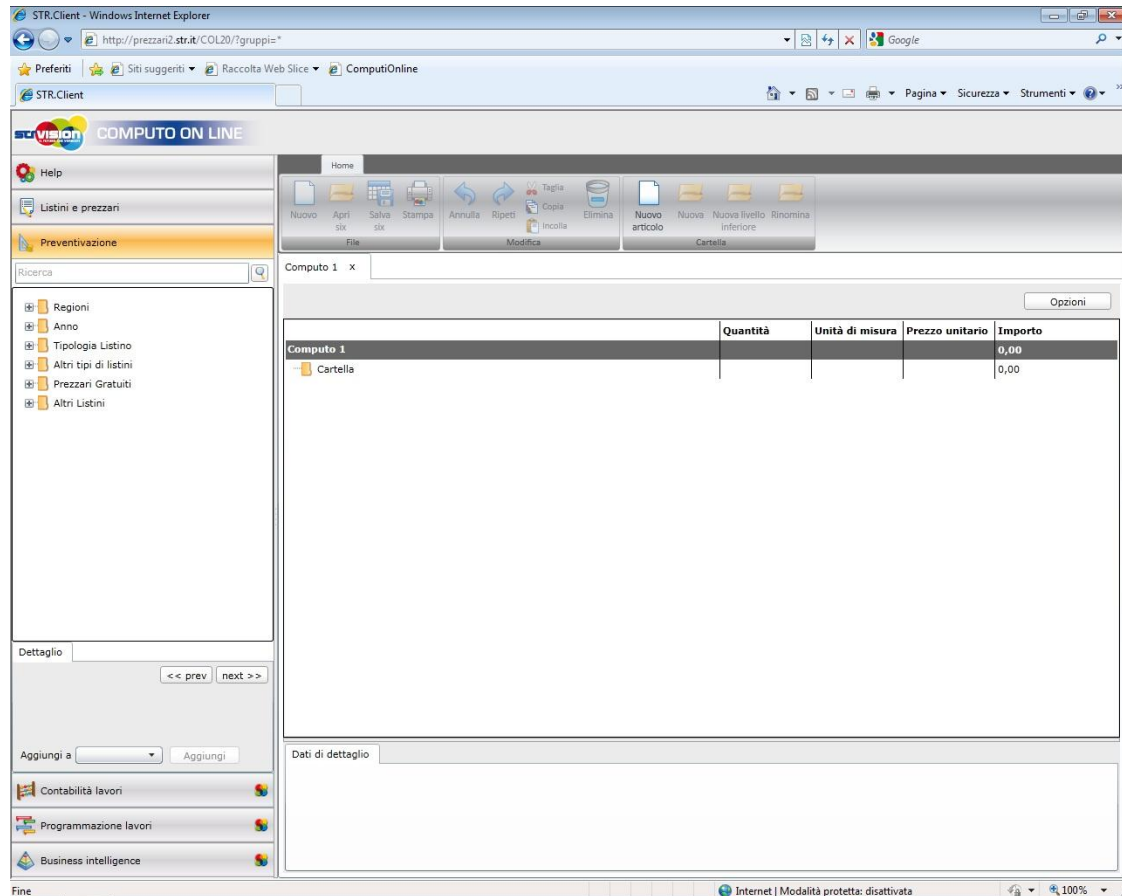 STR.Client - Windows Internet Explorer
http://prezzari2.str.it/COL20/?gruppi=*
Google
Preferiti
Siti suggeriti
Raccolta Web Slice
ComputiOnline
STR.Client
Pagina
Sicurezza
Strumenti
vision
COMPUTO ON LINE
Help
Listini e prezzari
Preventivazione
Ricerca
Regioni
Anno
Tipologia Listino
Altri tipi di listini
Prezzari Gratuiti
Altri Listini
Dettaglio
<< prev
next >>
Aggiungi a
Aggiungi
Contabilità lavori
Programmazione lavori
Business intelligence
Home
Nuovo
Apri six
Salva six
Stampa
File
Annulla
Ripeti
Taglia
Copia
Incolla
Elimina
Modifica
Nuovo articolo
Nuova
Nuova livello inferiore
Rinomina
Cartella
Computo 1 x
Opzioni
Quantità Unità di misura Prezzo unitario Importo
Computo 1 0,00
Cartella 0,00
Dati di dettaglio
Fine
Internet | Modalità protetta: disattivata
100%